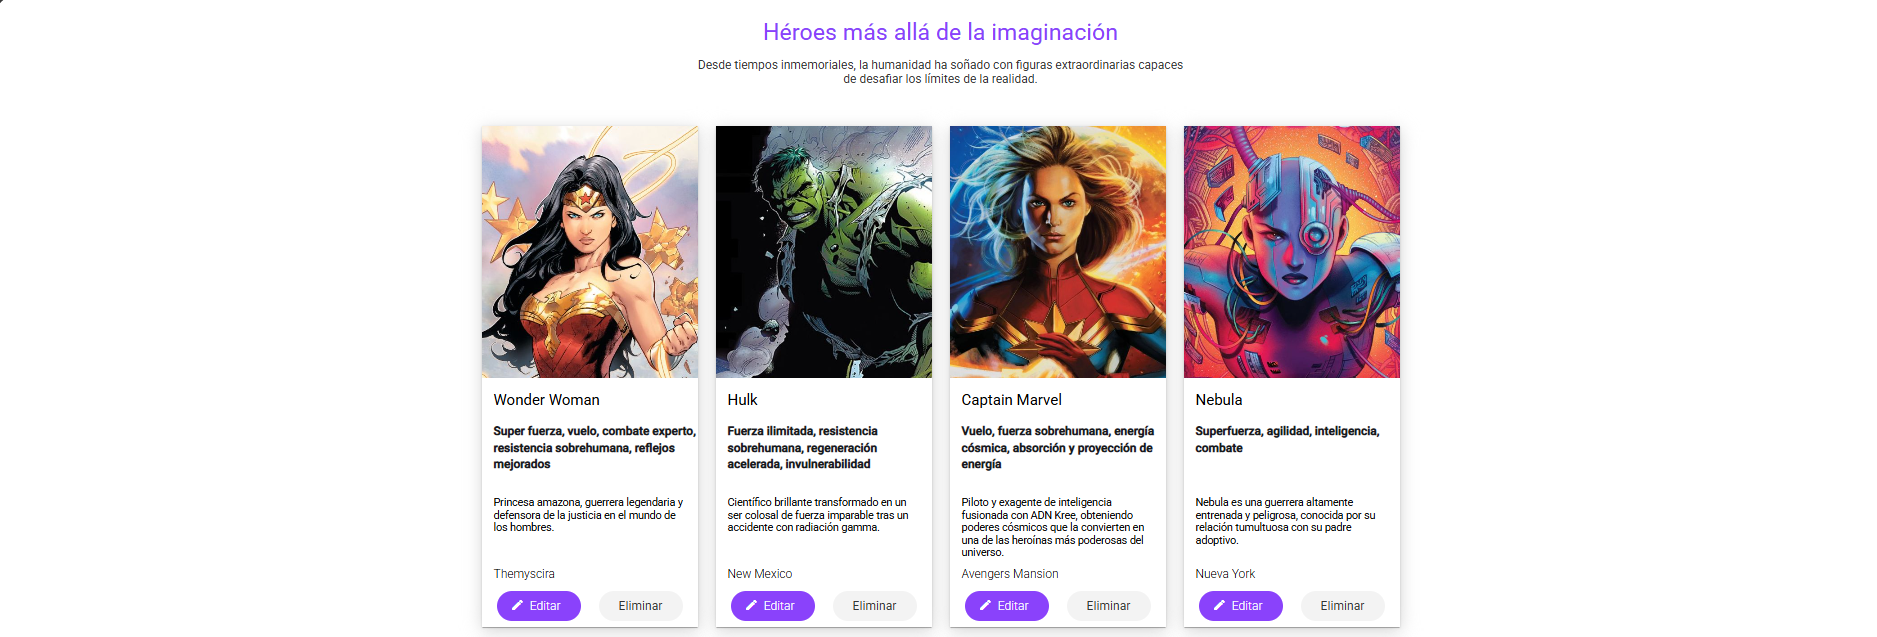 Héroes más allá de la imaginación
Desde tiempos inmemoriales, la humanidad ha soñado con figuras extraordinarias capaces
de desafiar los límites de la realidad.
Wonder Woman
Super fuerza, vuelo, combate experto,
resistencia sobrehumana, reflejos
mejorados
Princesa amazona, guerrera legendaria y
defensora de la justicia en el mundo de
los hombres.
Themyscira
Editar
Eliminar
Hulk
Fuerza ilimitada, resistencia
sobrehumana, regeneración
acelerada, invulnerabilidad
Científico brillante transformado en un
ser colosal de fuerza imparable tras un
accidente con radiación gamma.
New Mexico
Editar
Eliminar
Captain Marvel
Vuelo, fuerza sobrehumana, energía
cósmica, absorción y proyección de
energía
Piloto y exagente de inteligencia
fusionada con ADN Kree, obteniendo
poderes cósmicos que la convierten en
una de las heroínas más poderosas del
universo.
Avengers Mansion
Editar
Eliminar
Nebula
Superfuerza, agilidad, inteligencia,
combate
Nebula es una guerrera altamente
entrenada y peligrosa, conocida por su
relación tumultuosa con su padre
adoptivo.
Nueva York
Editar
Eliminar